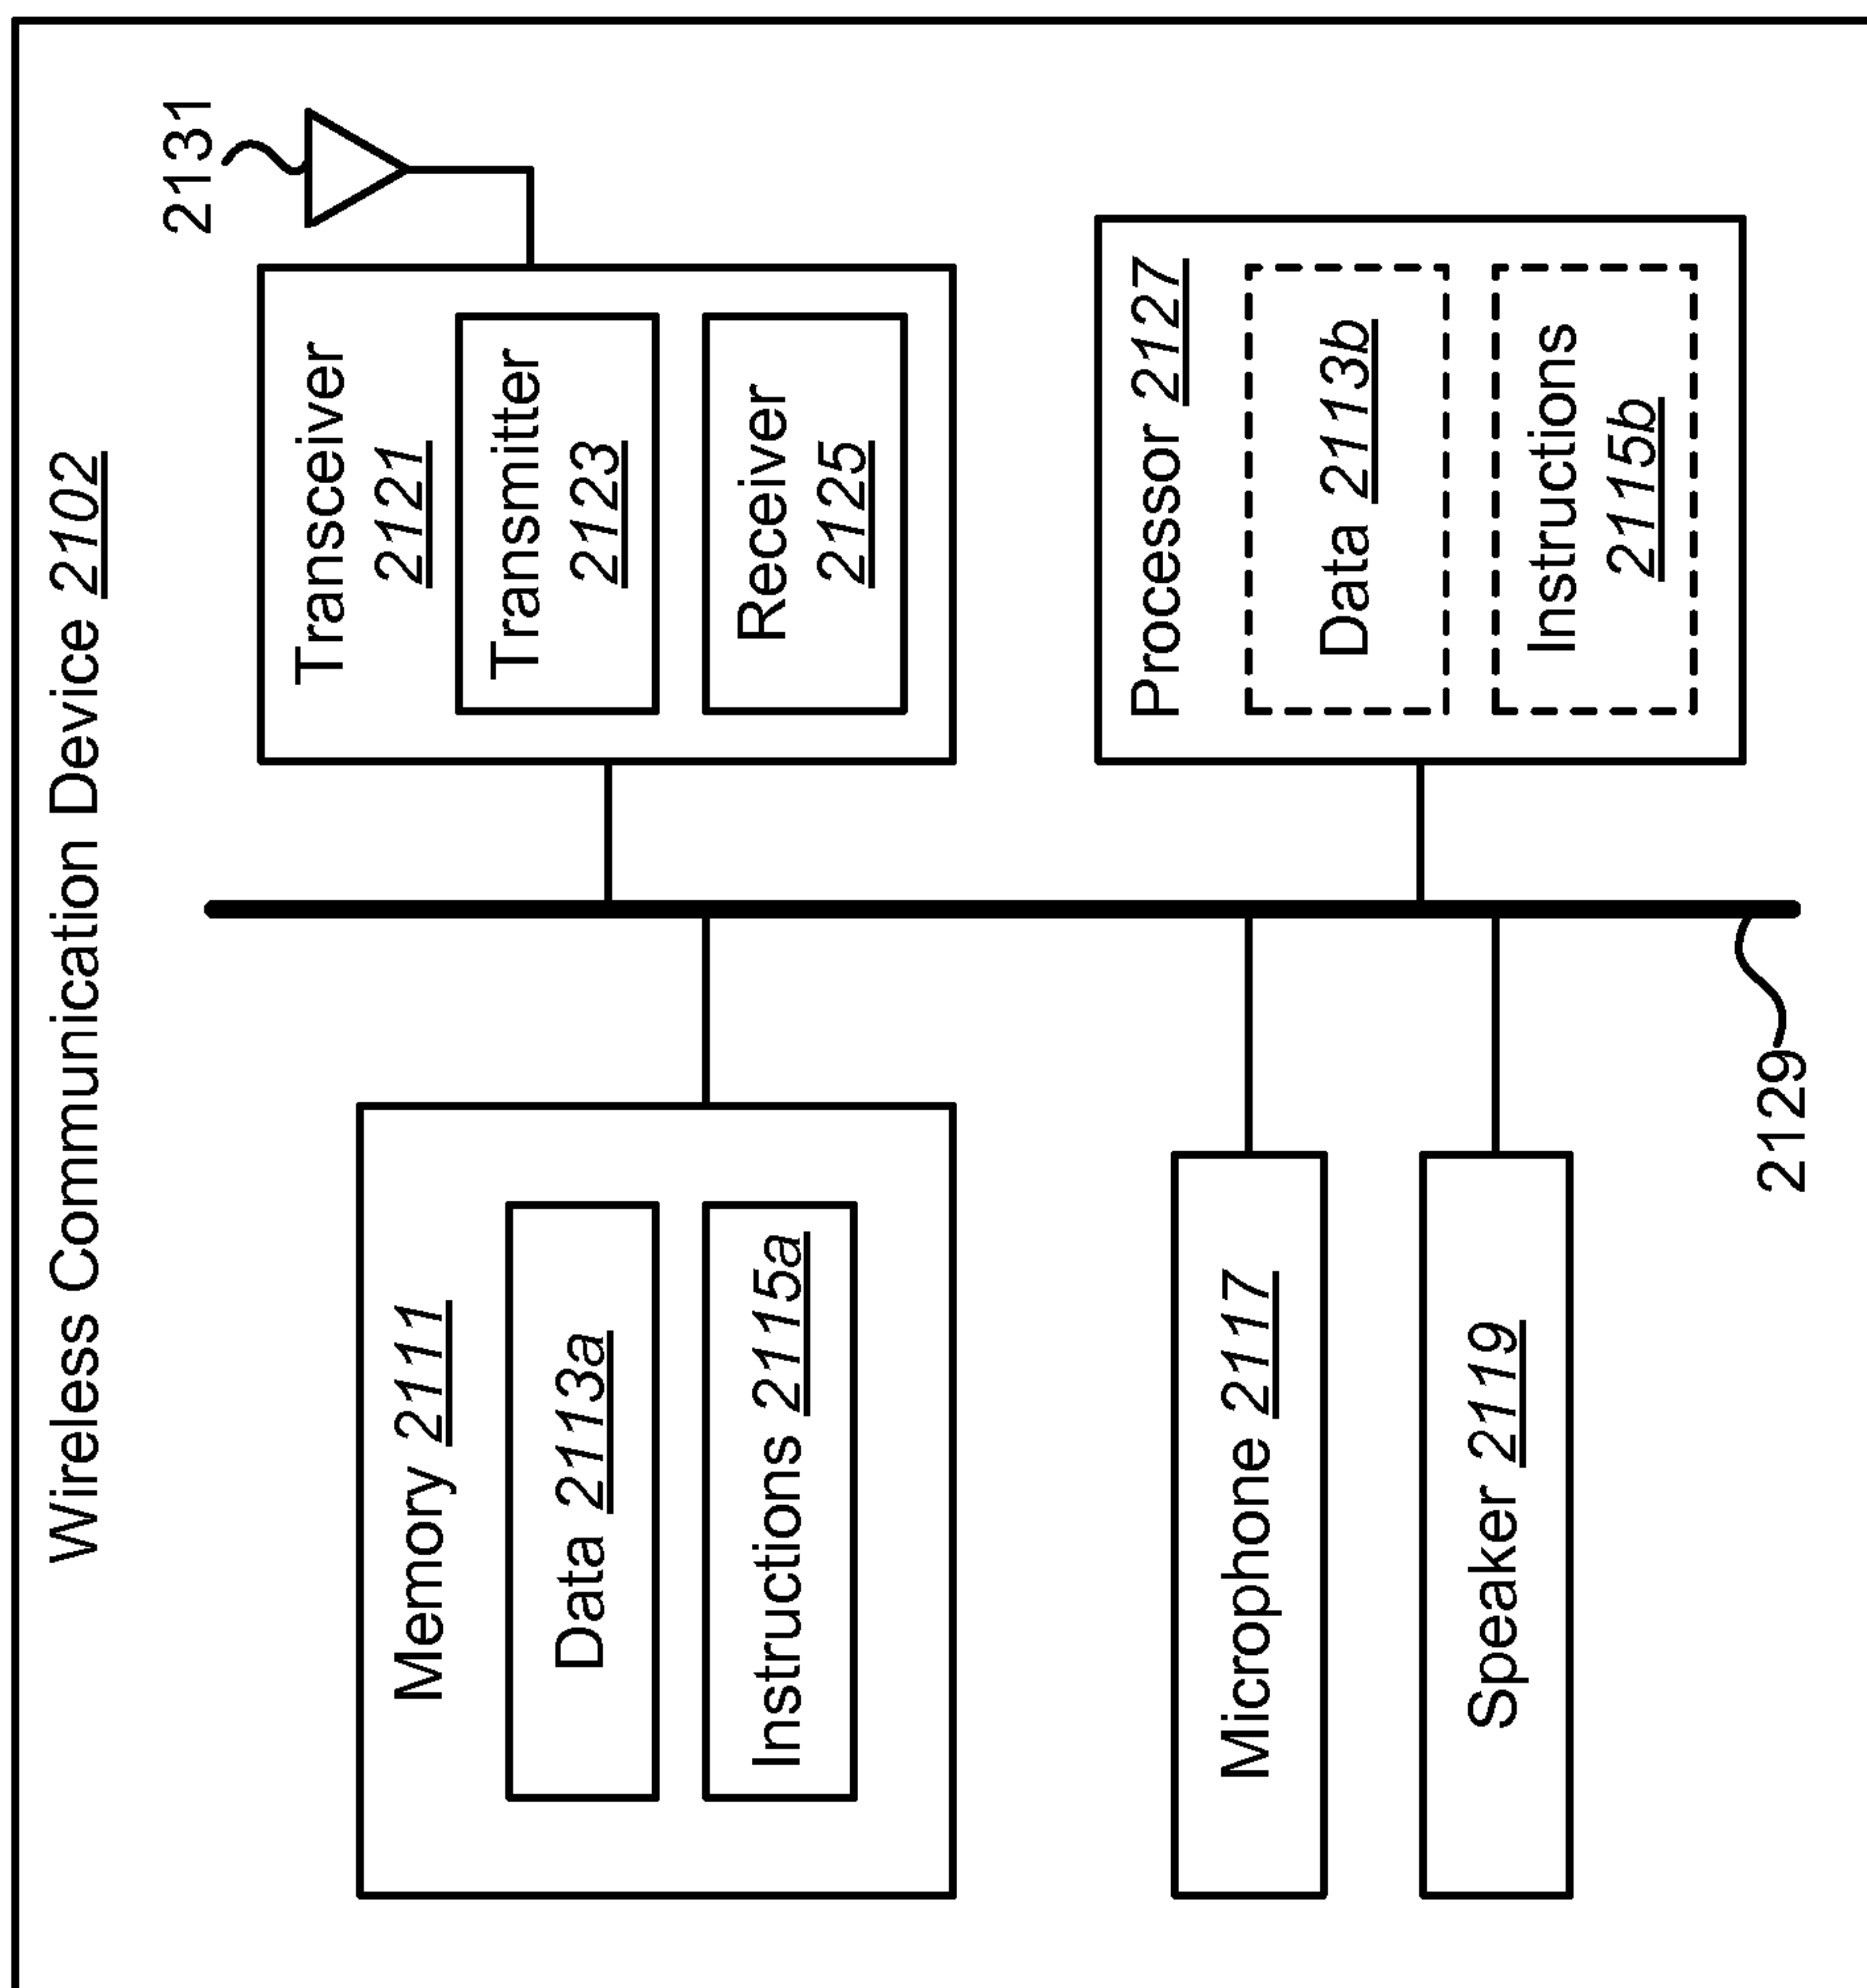 Wireless Communication Device 2102
Memory 2111
Data 2113a
Instructions 2115a
Microphone 2117
Speaker 2119
2129
2131
Transceiver
2121
Transmitter
2123
Receiver
2125
Processor 2127
Data 2113b
Instructions
2115b